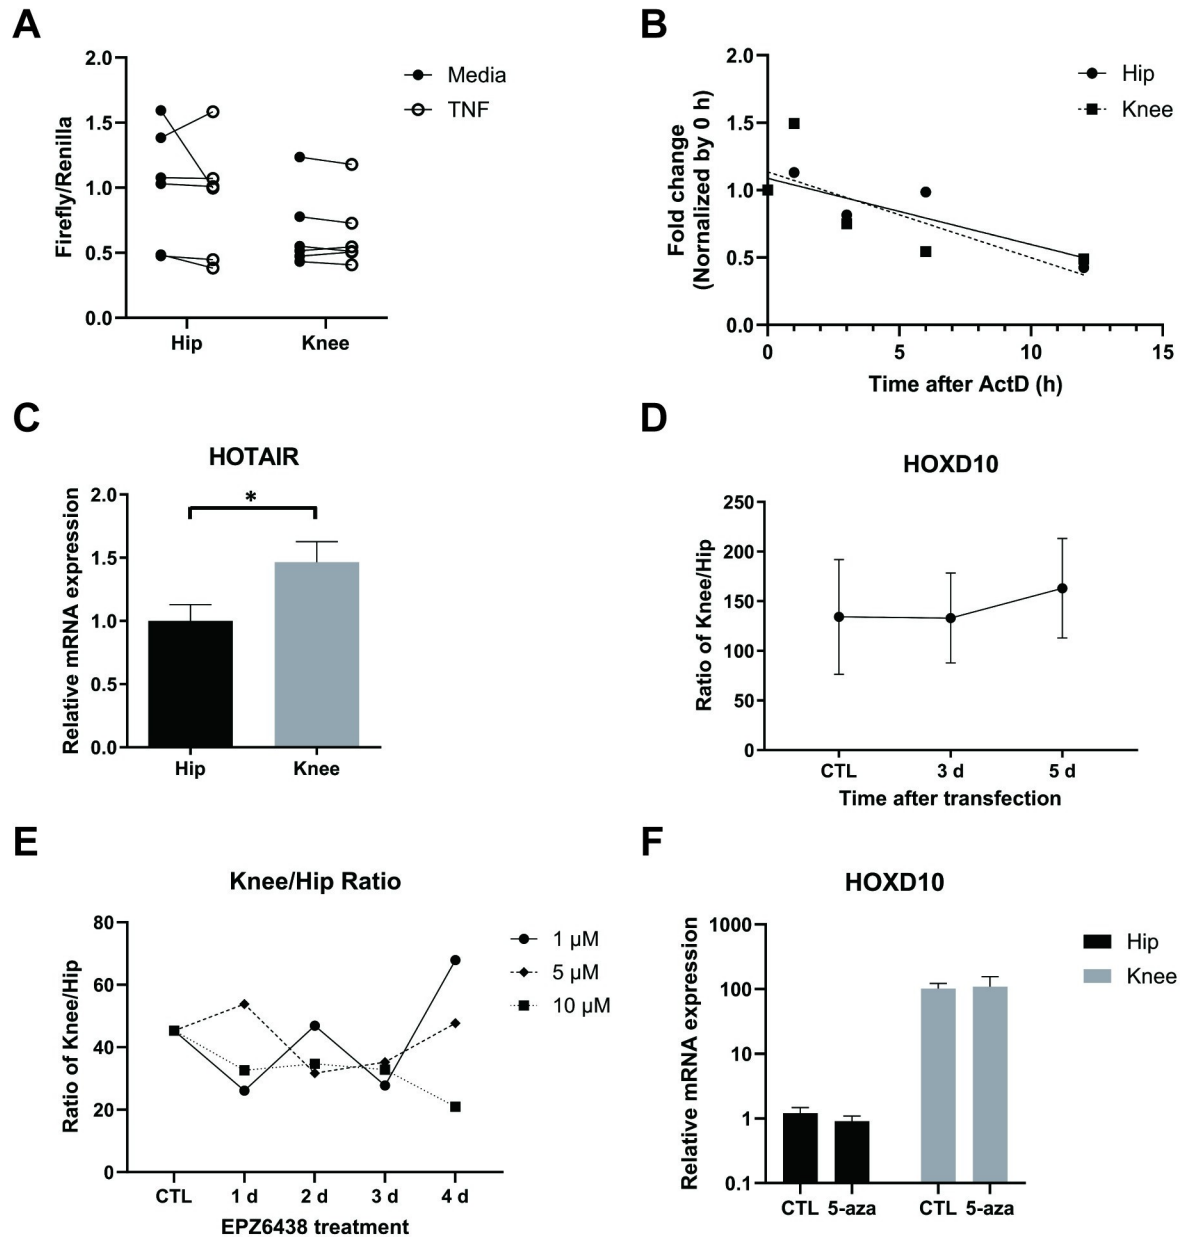 A
2.0
1.5
1.0
0.5
0.0
Firefly/Renilla
Hip
Knee
Media
TNF
B
2.0
1.5
1.0
0.5
0.0
Fold change
(Nornalized by 0 h)
0
5
10
15
Time after ActD (h)
Hip
Knee
C
HOTAIR
2.0
1.5
1.0
0.5
0.0
Relative mRNA expression
*
Hip
Knee
D
HOXD10
250
200
150
100
50
0
Ratio of Knee/Hip
CTL
3 d
5 d
Time after transfection
E
Knee/Hip Ratio
80
60
40
20
0
Ratio of Knee/Hip
CTL
1 d
2 d
3 d
4 d
EPZ6438 treatment
1 µM
5 µM
10 µM
F
HOXD10
1000
100
10
1
0.1
Relative mRNA expression
CTL 5-aza
CTL 5-aza
Hip
Knee